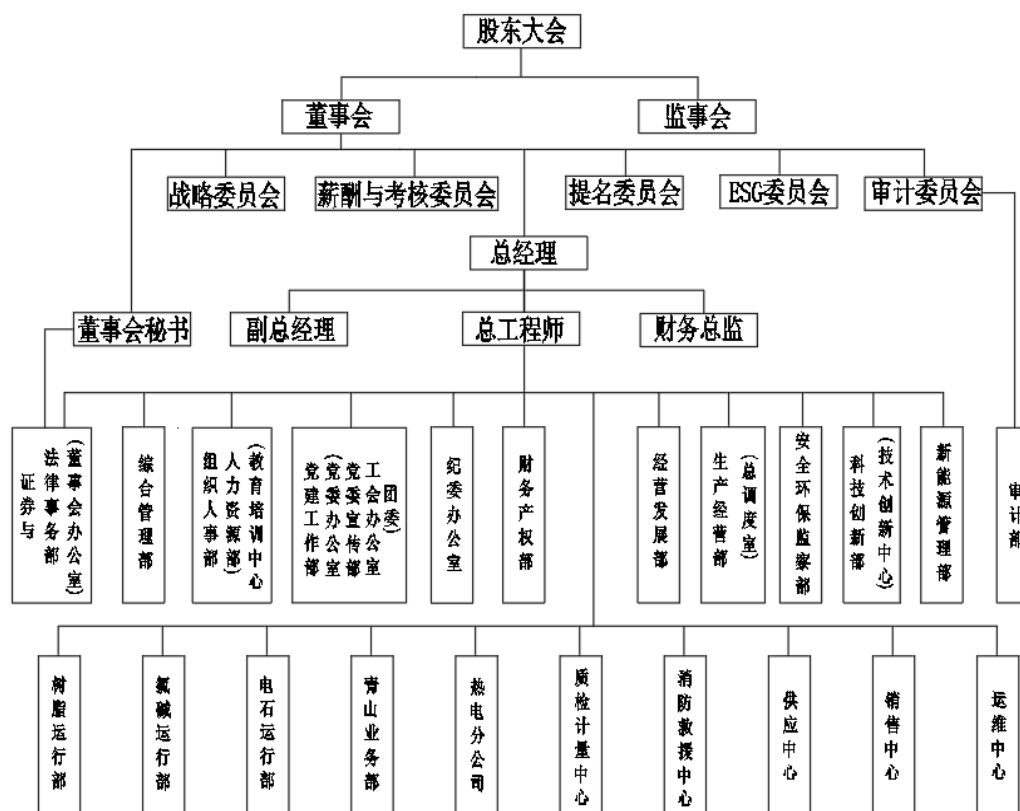 股东大会
董事会
监事会
战略委员会
薪酬与考核委员会
提名委员会
ESG委员会
审计委员会
总经理
董事会秘书
副总经理
总工程师
财务总监
证券与
法律事务部
(董事会办公室)
综合管理部
组织人事部
人力资源部)
(教育培训中心
党建工作部
(党委办公室
党委宣传部
工会办公室
团委)
纪委办公室
财务产权部
经营发展部
生产经营部
(总调度室)
安全环保监察部
科技创新部
(技术创新中心)
新能源管理部
审计部
树脂运行部
氯碱运行部
电石运行部
青山业务部
热电分公司
质检计量中心
消防救援中心
供应中心
销售中心
运维中心